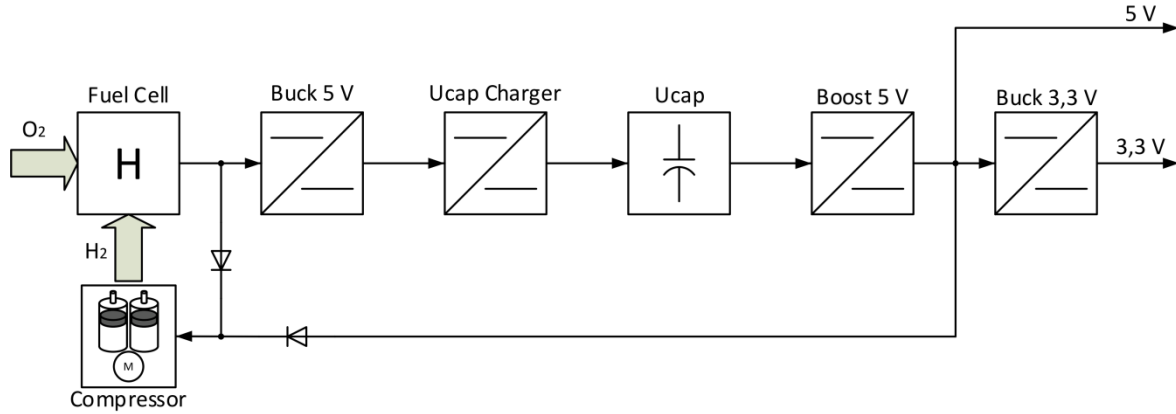 5 V
Fuel Cell
Buck 5 V
Ucap Charger
Ucap
Boost 5 V
Buck 3,3 V
O2
H
3,3 V
H2
M
Compressor